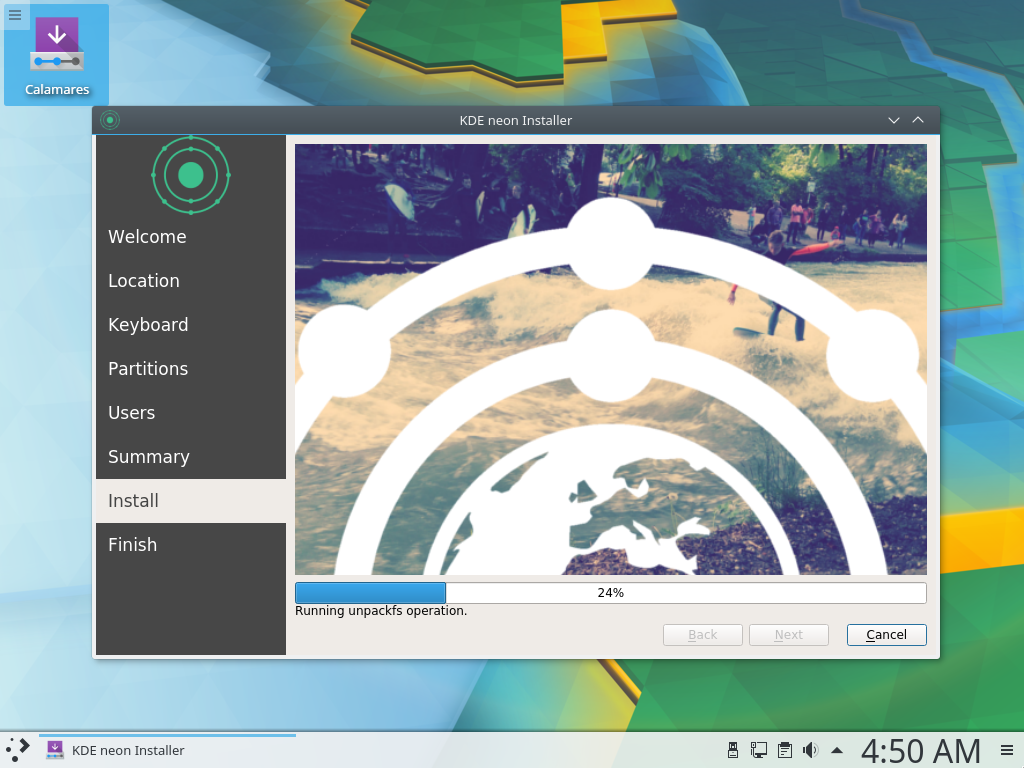 Calamares
KDE neon Installer
Welcome
Location
Keyboard
Partitions
Users
Summary
Install
Finish
24%
Running unpackfs operation.
Back
Next
Cancel
KDE neon Installer
4:50 AM